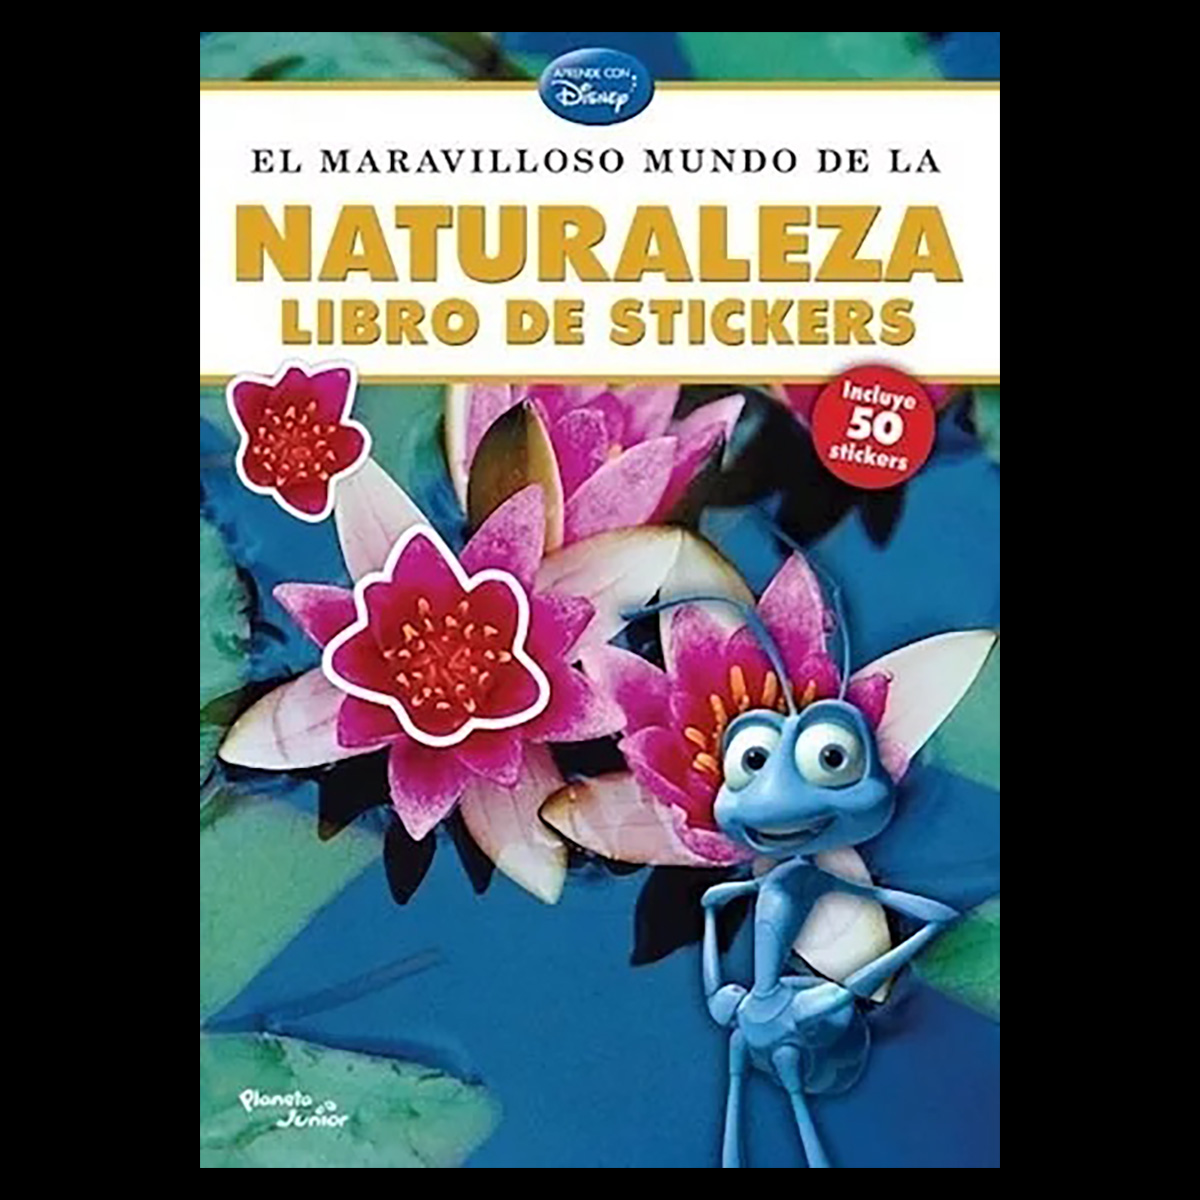 APRENDE CON
Disney
EL MARAVILLOSO MUNDO DE LA
NATURALEZA
LIBRO DE STICKERS
Incluye
50
stickers
Planeta
Junior